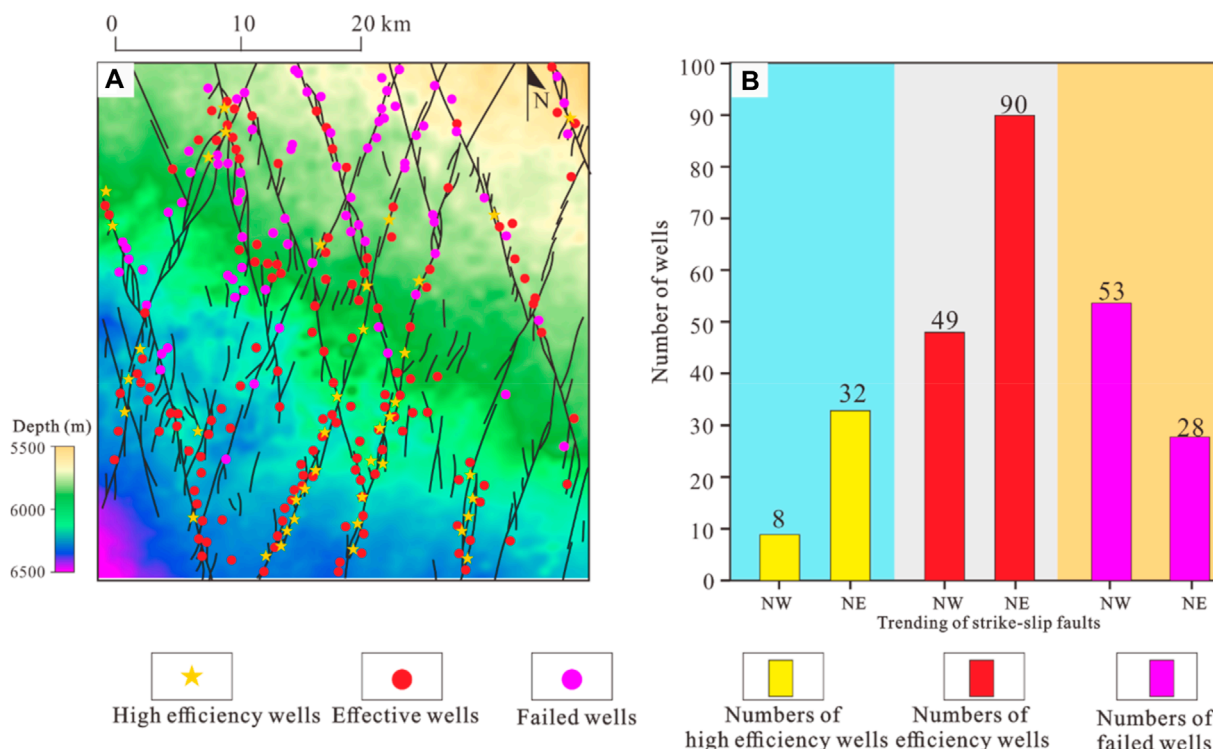 0 10 20 km
A
N
Depth (m)
5500
6000
6500
High efficiency wells
Effective wells
Failed wells
B
Number of wells
100
90
80
70
60
50
40
30
20
10
0
8
32
49
90
53
28
NW NE NW NE NW NE
Trending of strike-slip faults
Numbers of
high efficiency wells
Numbers of
efficiency wells
Numbers of
failed wells